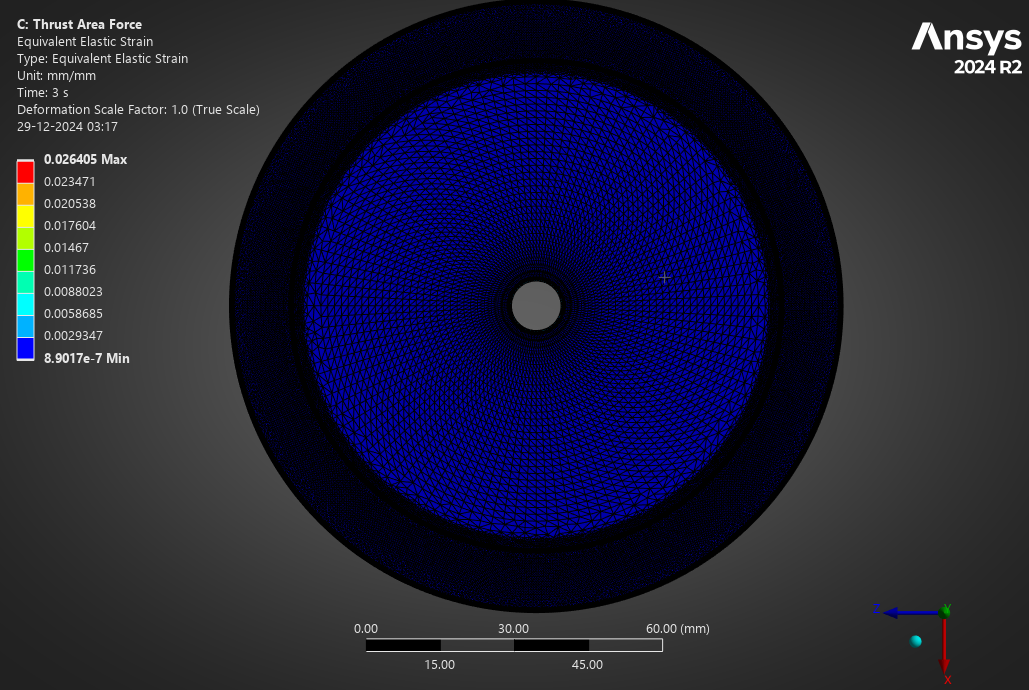 C: Thrust Area Force
Equivalent Elastic Strain
Type: Equivalent Elastic Strain
Unit: mm/mm
Time: 3 s
Deformation Scale Factor: 1.0 (True Scale)
29-12-2024 03:17
Ansys
2024 R2
0.026405 Max
0.023471
0.020538
0.017604
0.01467
0.011736
0.0088023
0.0058685
0.0029347
8.9017e-7 Min
0.00 30.00 60.00 (mm)
15.00 45.00
Z Y
X